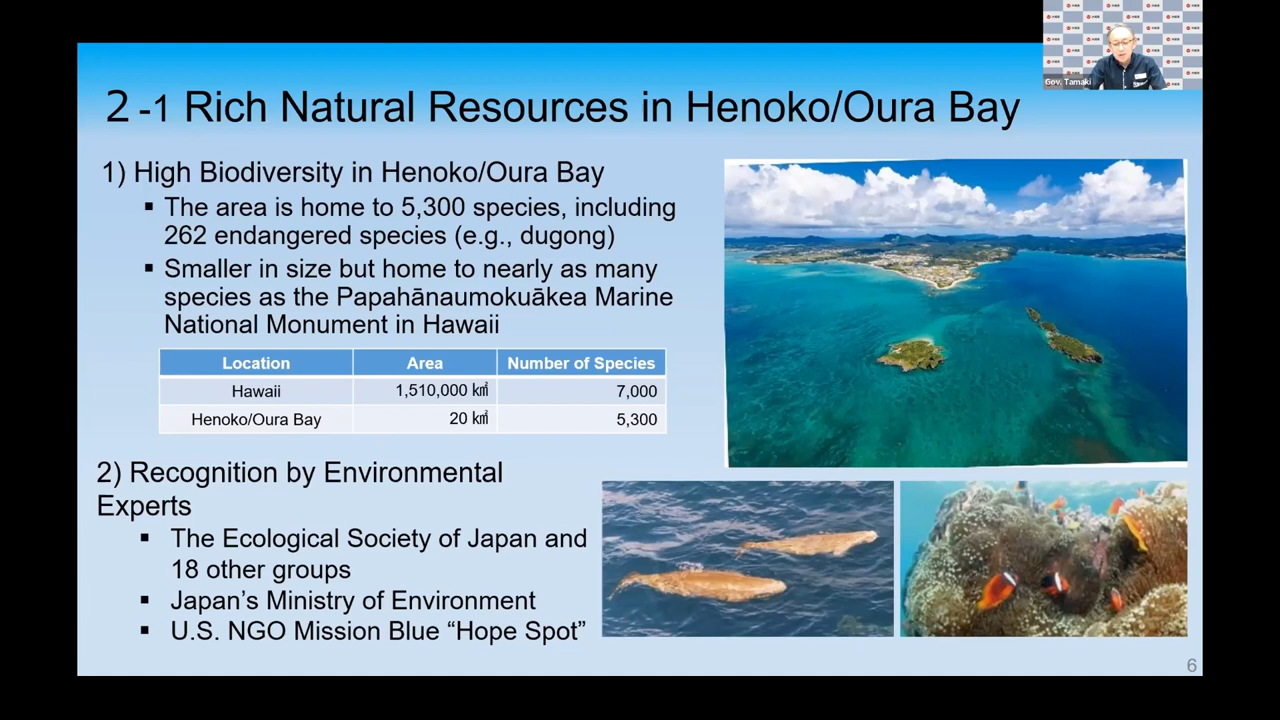 Gov. Tamaki
2-1 Rich Natural Resources in Henoko/Oura Bay
1) High Biodiversity in Henoko/Oura Bay
▪ The area is home to 5,300 species, including
262 endangered species (e.g., dugong)
▪ Smaller in size but home to nearly as many
species as the Papahānaumokuākea Marine
National Monument in Hawaii
Location Area Number of Species
Hawaii 1,510,000 ㎢ 7,000
Henoko/Oura Bay 20 ㎢ 5,300
2) Recognition by Environmental
Experts
▪ The Ecological Society of Japan and
18 other groups
▪ Japan’s Ministry of Environment
▪ U.S. NGO Mission Blue “Hope Spot”
6